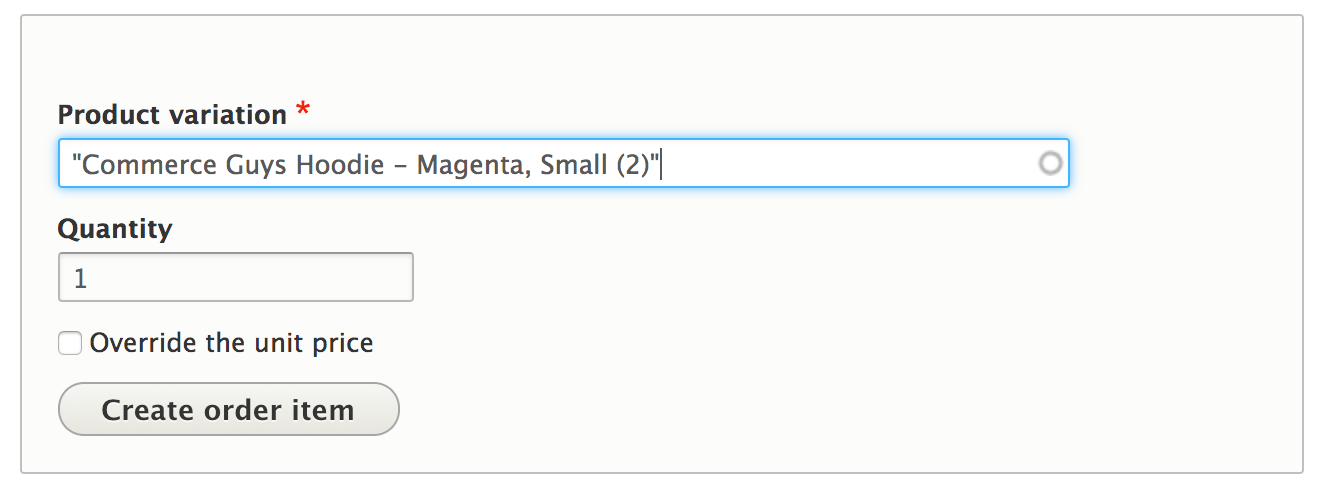 Product variation *
"Commerce Guys Hoodie – Magenta, Small (2)"
Quantity
1
Override the unit price
Create order item